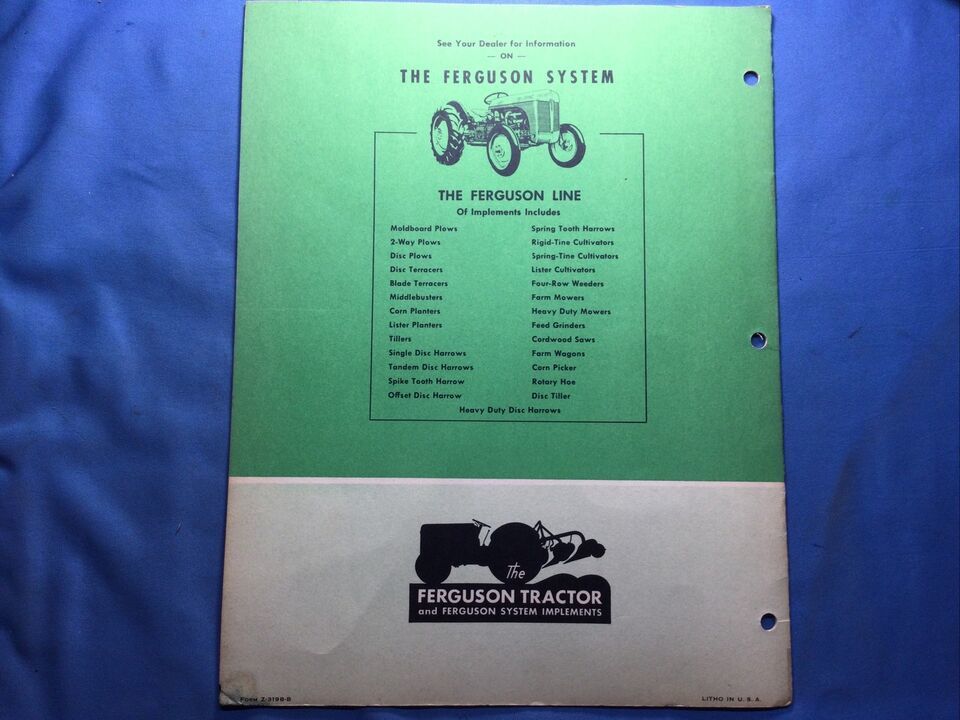 See Your Dealer for Information
— ON —
THE FERGUSON SYSTEM
THE FERGUSON LINE
Of Implements Includes
Moldboard Plows
2-Way Plows
Disc Plows
Disc Terracers
Blade Terracers
Middlebusters
Corn Planters
Lister Planters
Tillers
Single Disc Harrows
Tandem Disc Harrows
Spike Tooth Harrow
Offset Disc Harrow
Spring Tooth Harrows
Rigid-Tine Cultivators
Spring-Tine Cultivators
Lister Cultivators
Four-Row Weeders
Farm Mowers
Heavy Duty Mowers
Feed Grinders
Cordwood Saws
Farm Wagons
Corn Picker
Rotary Hoe
Disc Tiller
Heavy Duty Disc Harrows
The
FERGUSON TRACTOR
and FERGUSON SYSTEM IMPLEMENTS
FORM Z-319B-B
LITHO IN U. S. A.